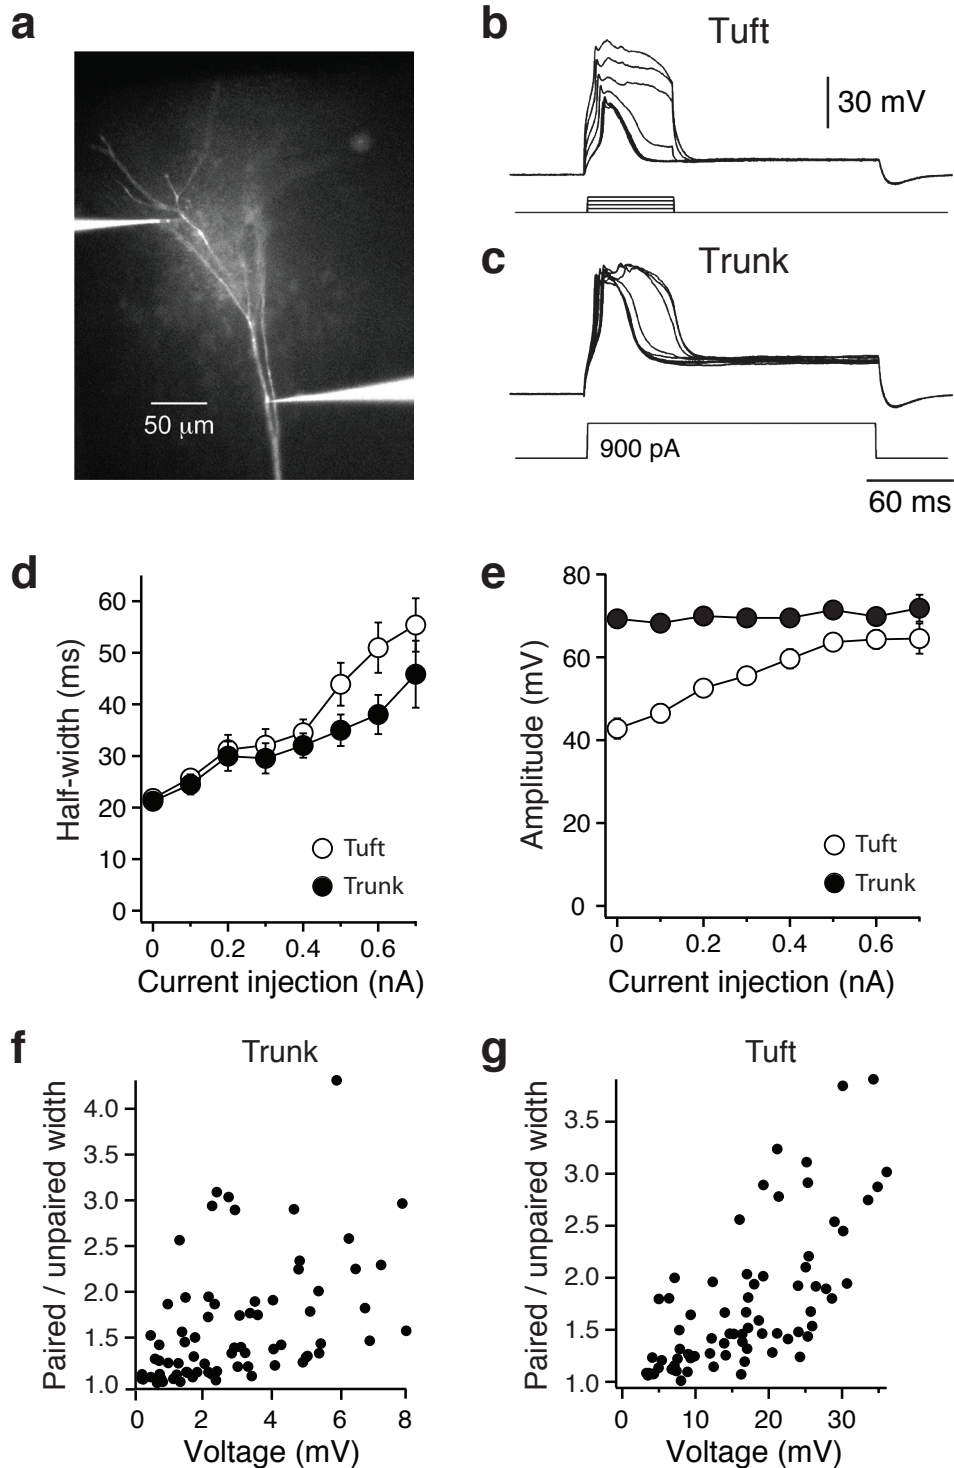 a
50 μm
b
Tuft
30 mV
c
Trunk
900 pA
60 ms
d
60
50
40
30
20
10
0
Half-width (ms)
Tuft
Trunk
0
0.2
0.4
0.6
Current injection (nA)
e
80
60
40
20
0
Amplitude (mV)
Tuft
Trunk
0
0.2
0.4
0.6
Current injection (nA)
f
Trunk
4.0
3.5
3.0
2.5
2.0
1.5
1.0
Paired / unpaired width
0
2
4
6
8
Voltage (mV)
g
Tuft
3.5
3.0
2.5
2.0
1.5
1.0
Paired / unpaired width
0
10
20
30
Voltage (mV)